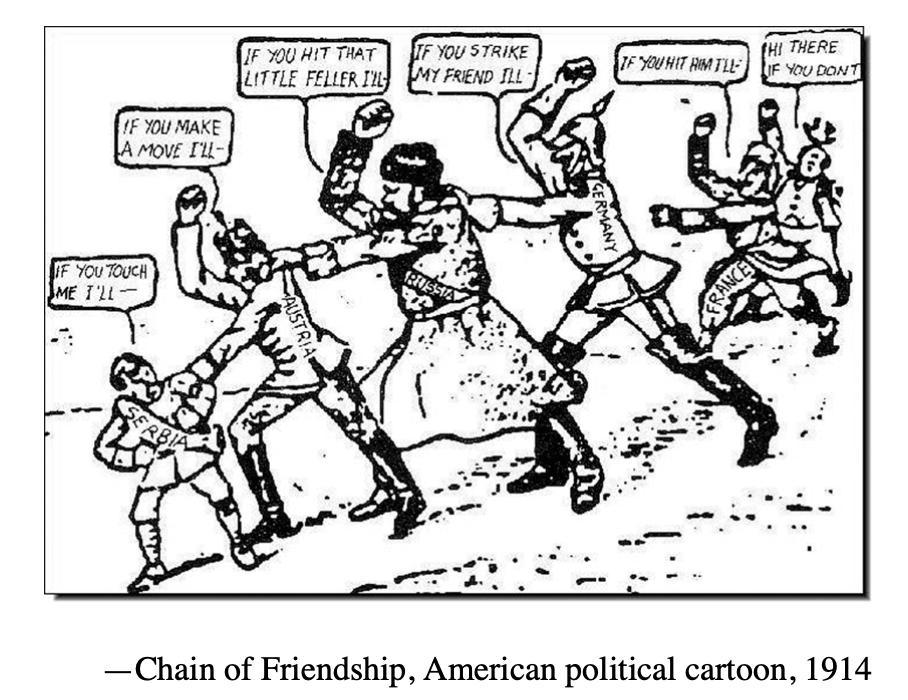 IF YOU TOUCH
ME I'LL —
SERBIA
IF YOU MAKE
A MOVE I'LL-
AUSTRIA
IF YOU HIT THAT
LITTLE FELLER I'LL-
RUSSIA
IF YOU STRIKE
MY FRIEND ILL-
GERMANY
IF YOU HIT HIM I'LL-
FRANCE
HI THERE
IF YOU DONT
—Chain of Friendship, American political cartoon, 1914